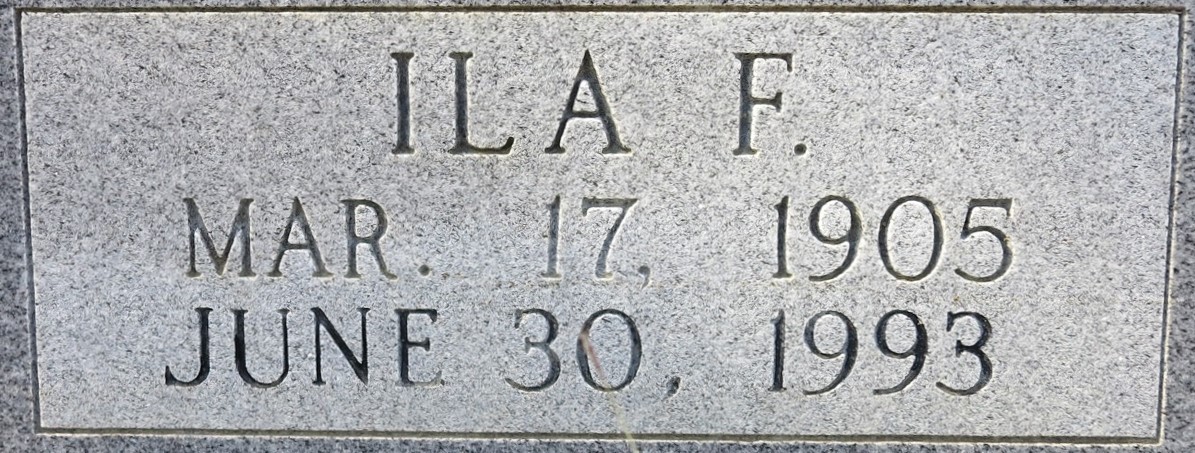 ILA F.
MAR. 17, 1905
JUNE 30, 1993